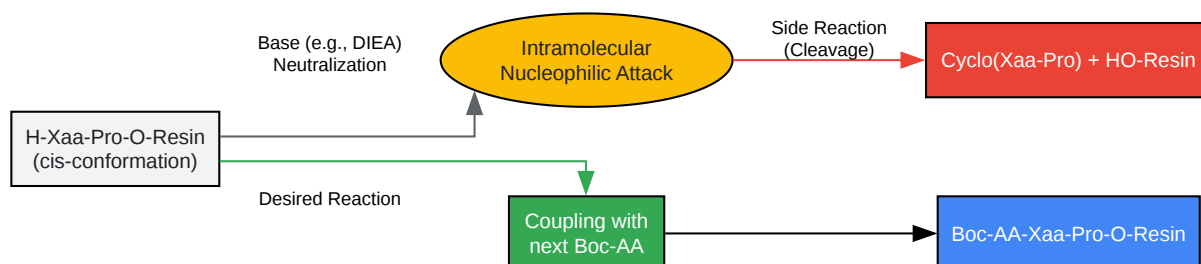 Base (e.g., DIEA)
Neutralization
Intramolecular
Nucleophilic Attack
Side Reaction
(Cleavage)
Cyclo(Xaa-Pro) + HO-Resin
H-Xaa-Pro-O-Resin
(cis-conformation)
Desired Reaction
Coupling with
next Boc-AA
Boc-AA-Xaa-Pro-O-Resin